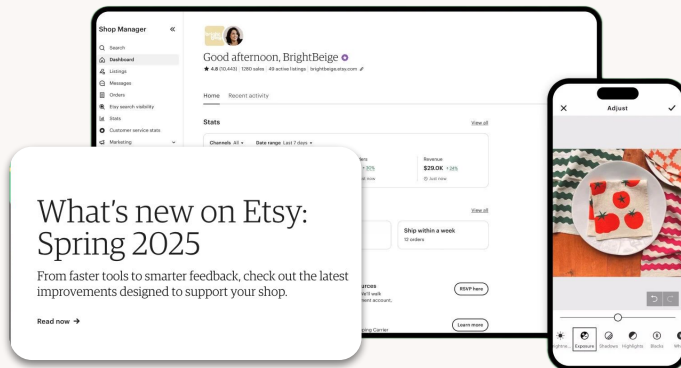 Shop Manager
Search
Dashboard
Listings
Messages
Orders
Etsy search visibility
Stats
Customer service stats
Marketing
Good afternoon, BrightBeige
★ 4.8 (10,443) | 1280 sales | 49 active listings | brightbeige.etsy.com
Home Recent activity
Stats View all
Channels All Date range Last 7 days
Revenue
$29.0K +24%
Just now
View all
Ship within a week
12 orders
RSVP here
Learn more
What's new on Etsy:
Spring 2025
From faster tools to smarter feedback, check out the latest
improvements designed to support your shop.
Read now →
Adjust
Exposure Shadows Highlights Blacks